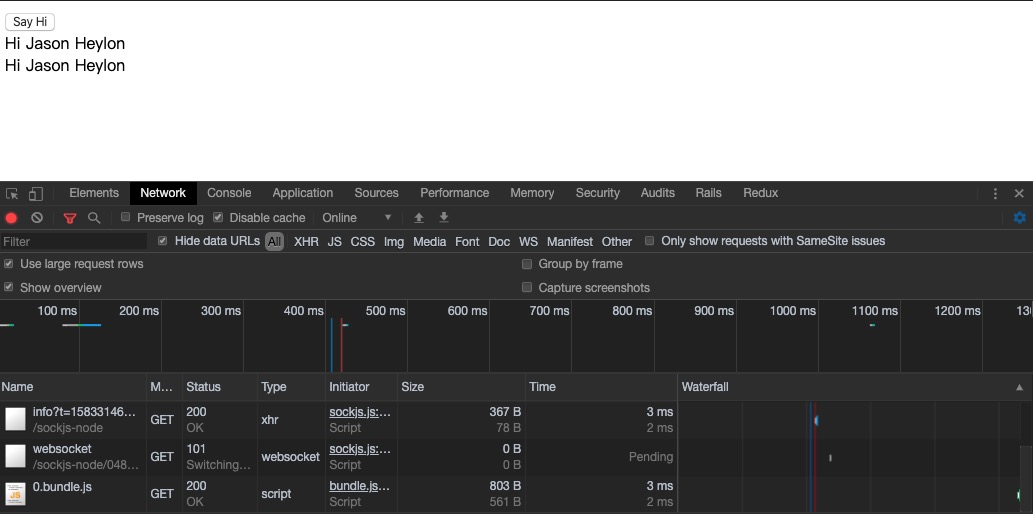 Say Hi
Hi Jason Heylon
Hi Jason Heylon
Elements Network Console Application Sources Performance Memory Security Audits Rails Redux
Preserve log Disable cache Online
Filter Hide data URLs All XHR JS CSS Img Media Font Doc WS Manifest Other Only show requests with SameSite issues
Use large request rows Group by frame
Show overview Capture screenshots
100 ms 200 ms 300 ms 400 ms 500 ms 600 ms 700 ms 800 ms 900 ms 1000 ms 1100 ms 1200 ms 130
Name M... Status Type Initiator Size Time Waterfall
info?t=15833146... GET 200 xhr sockjs.js:... 367 B 3 ms
/sockjs-node OK Script 78 B 2 ms
websocket GET 101 websocket sockjs.js:... 0 B Pending
/sockjs-node/048... Switching... Script 0 B
0.bundle.js GET 200 script bundle.js... 803 B 3 ms
JS OK Script 561 B 2 ms